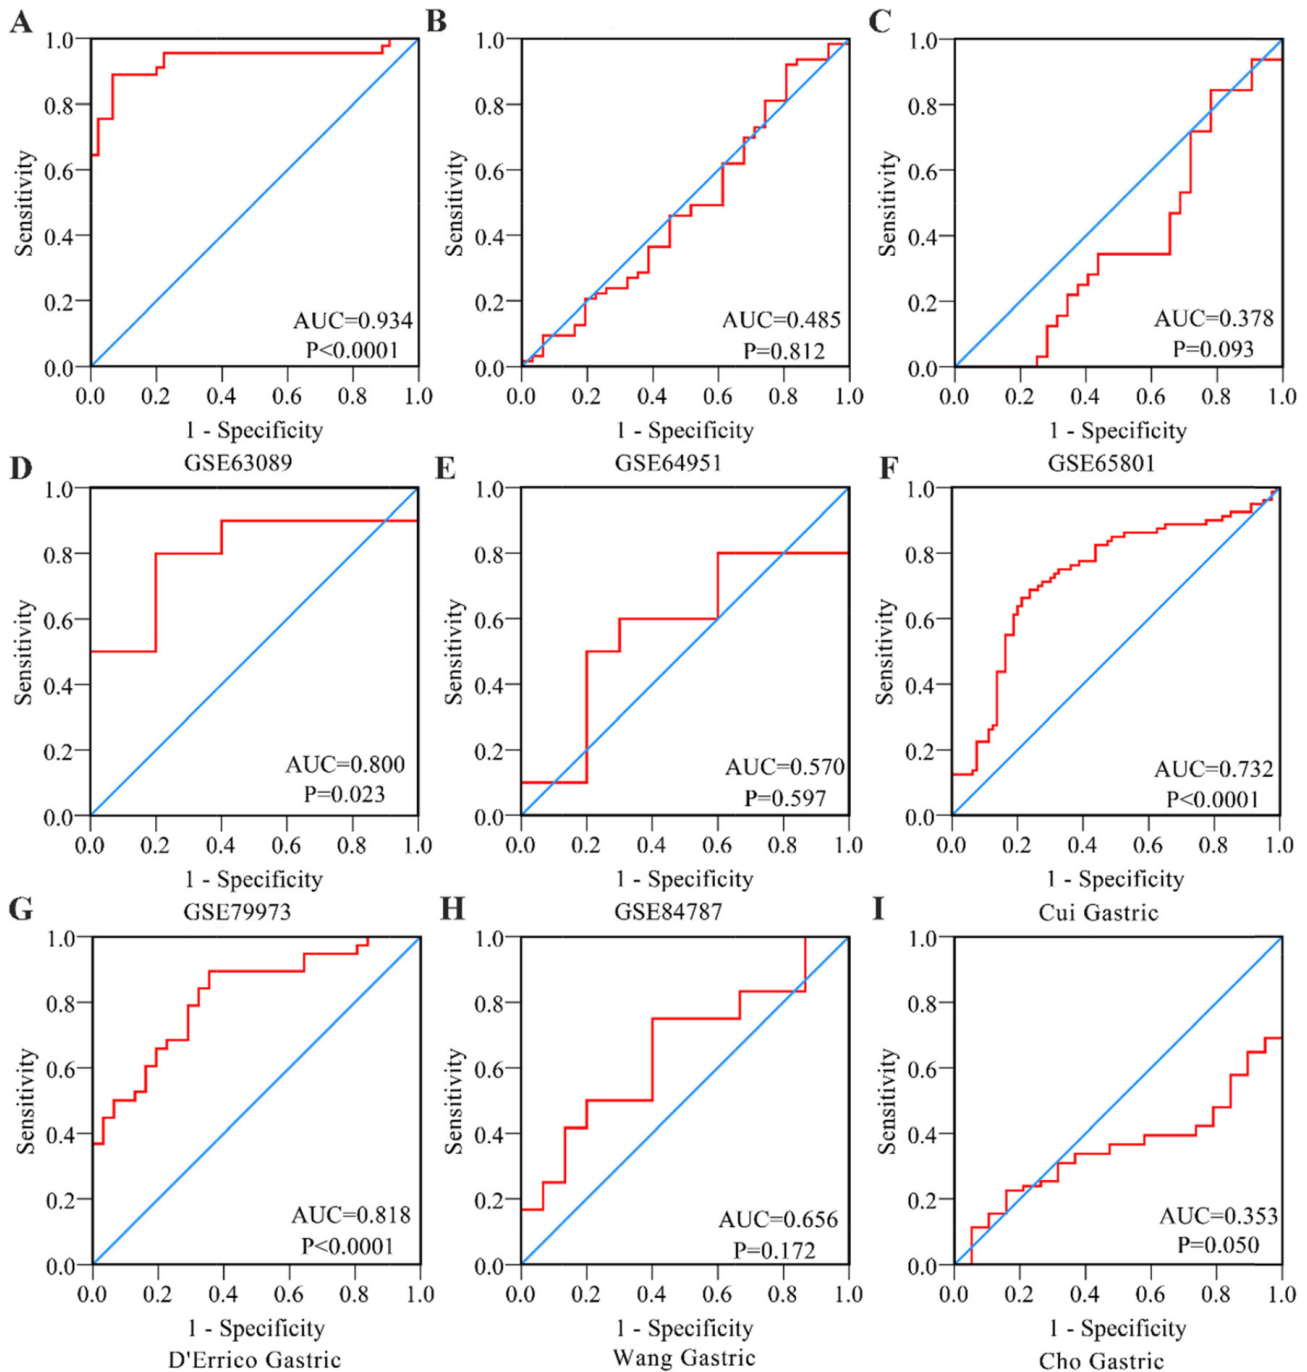 A
1.0
0.8
0.6
0.4
0.2
0.0
Sensitivity
AUC=0.934
P<0.0001
0.0 0.2 0.4 0.6 0.8 1.0
1 - Specificity
GSE63089
B
1.0
0.8
0.6
0.4
0.2
0.0
Sensitivity
AUC=0.485
P=0.812
0.0 0.2 0.4 0.6 0.8 1.0
1 - Specificity
GSE64951
C
1.0
0.8
0.6
0.4
0.2
0.0
Sensitivity
AUC=0.378
P=0.093
0.0 0.2 0.4 0.6 0.8 1.0
1 - Specificity
GSE65801
D
1.0
0.8
0.6
0.4
0.2
0.0
Sensitivity
AUC=0.800
P=0.023
0.0 0.2 0.4 0.6 0.8 1.0
1 - Specificity
GSE79973
E
1.0
0.8
0.6
0.4
0.2
0.0
Sensitivity
AUC=0.570
P=0.597
0.0 0.2 0.4 0.6 0.8 1.0
1 - Specificity
GSE84787
F
1.0
0.8
0.6
0.4
0.2
0.0
Sensitivity
AUC=0.732
P<0.0001
0.0 0.2 0.4 0.6 0.8 1.0
1 - Specificity
Cui Gastric
G
1.0
0.8
0.6
0.4
0.2
0.0
Sensitivity
AUC=0.818
P<0.0001
0.0 0.2 0.4 0.6 0.8 1.0
1 - Specificity
D'Errico Gastric
H
1.0
0.8
0.6
0.4
0.2
0.0
Sensitivity
AUC=0.656
P=0.172
0.0 0.2 0.4 0.6 0.8 1.0
1 - Specificity
Wang Gastric
I
1.0
0.8
0.6
0.4
0.2
0.0
Sensitivity
AUC=0.353
P=0.050
0.0 0.2 0.4 0.6 0.8 1.0
1 - Specificity
Cho Gastric